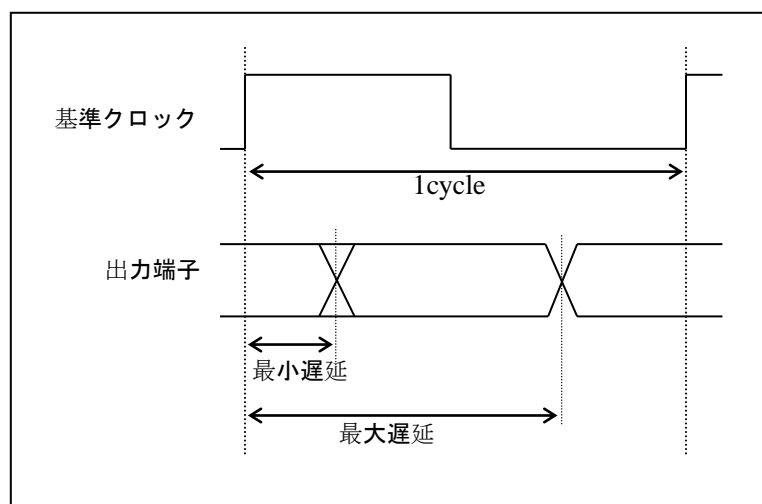 基準クロック
1cycle
出力端子
最小遅延
最大遅延